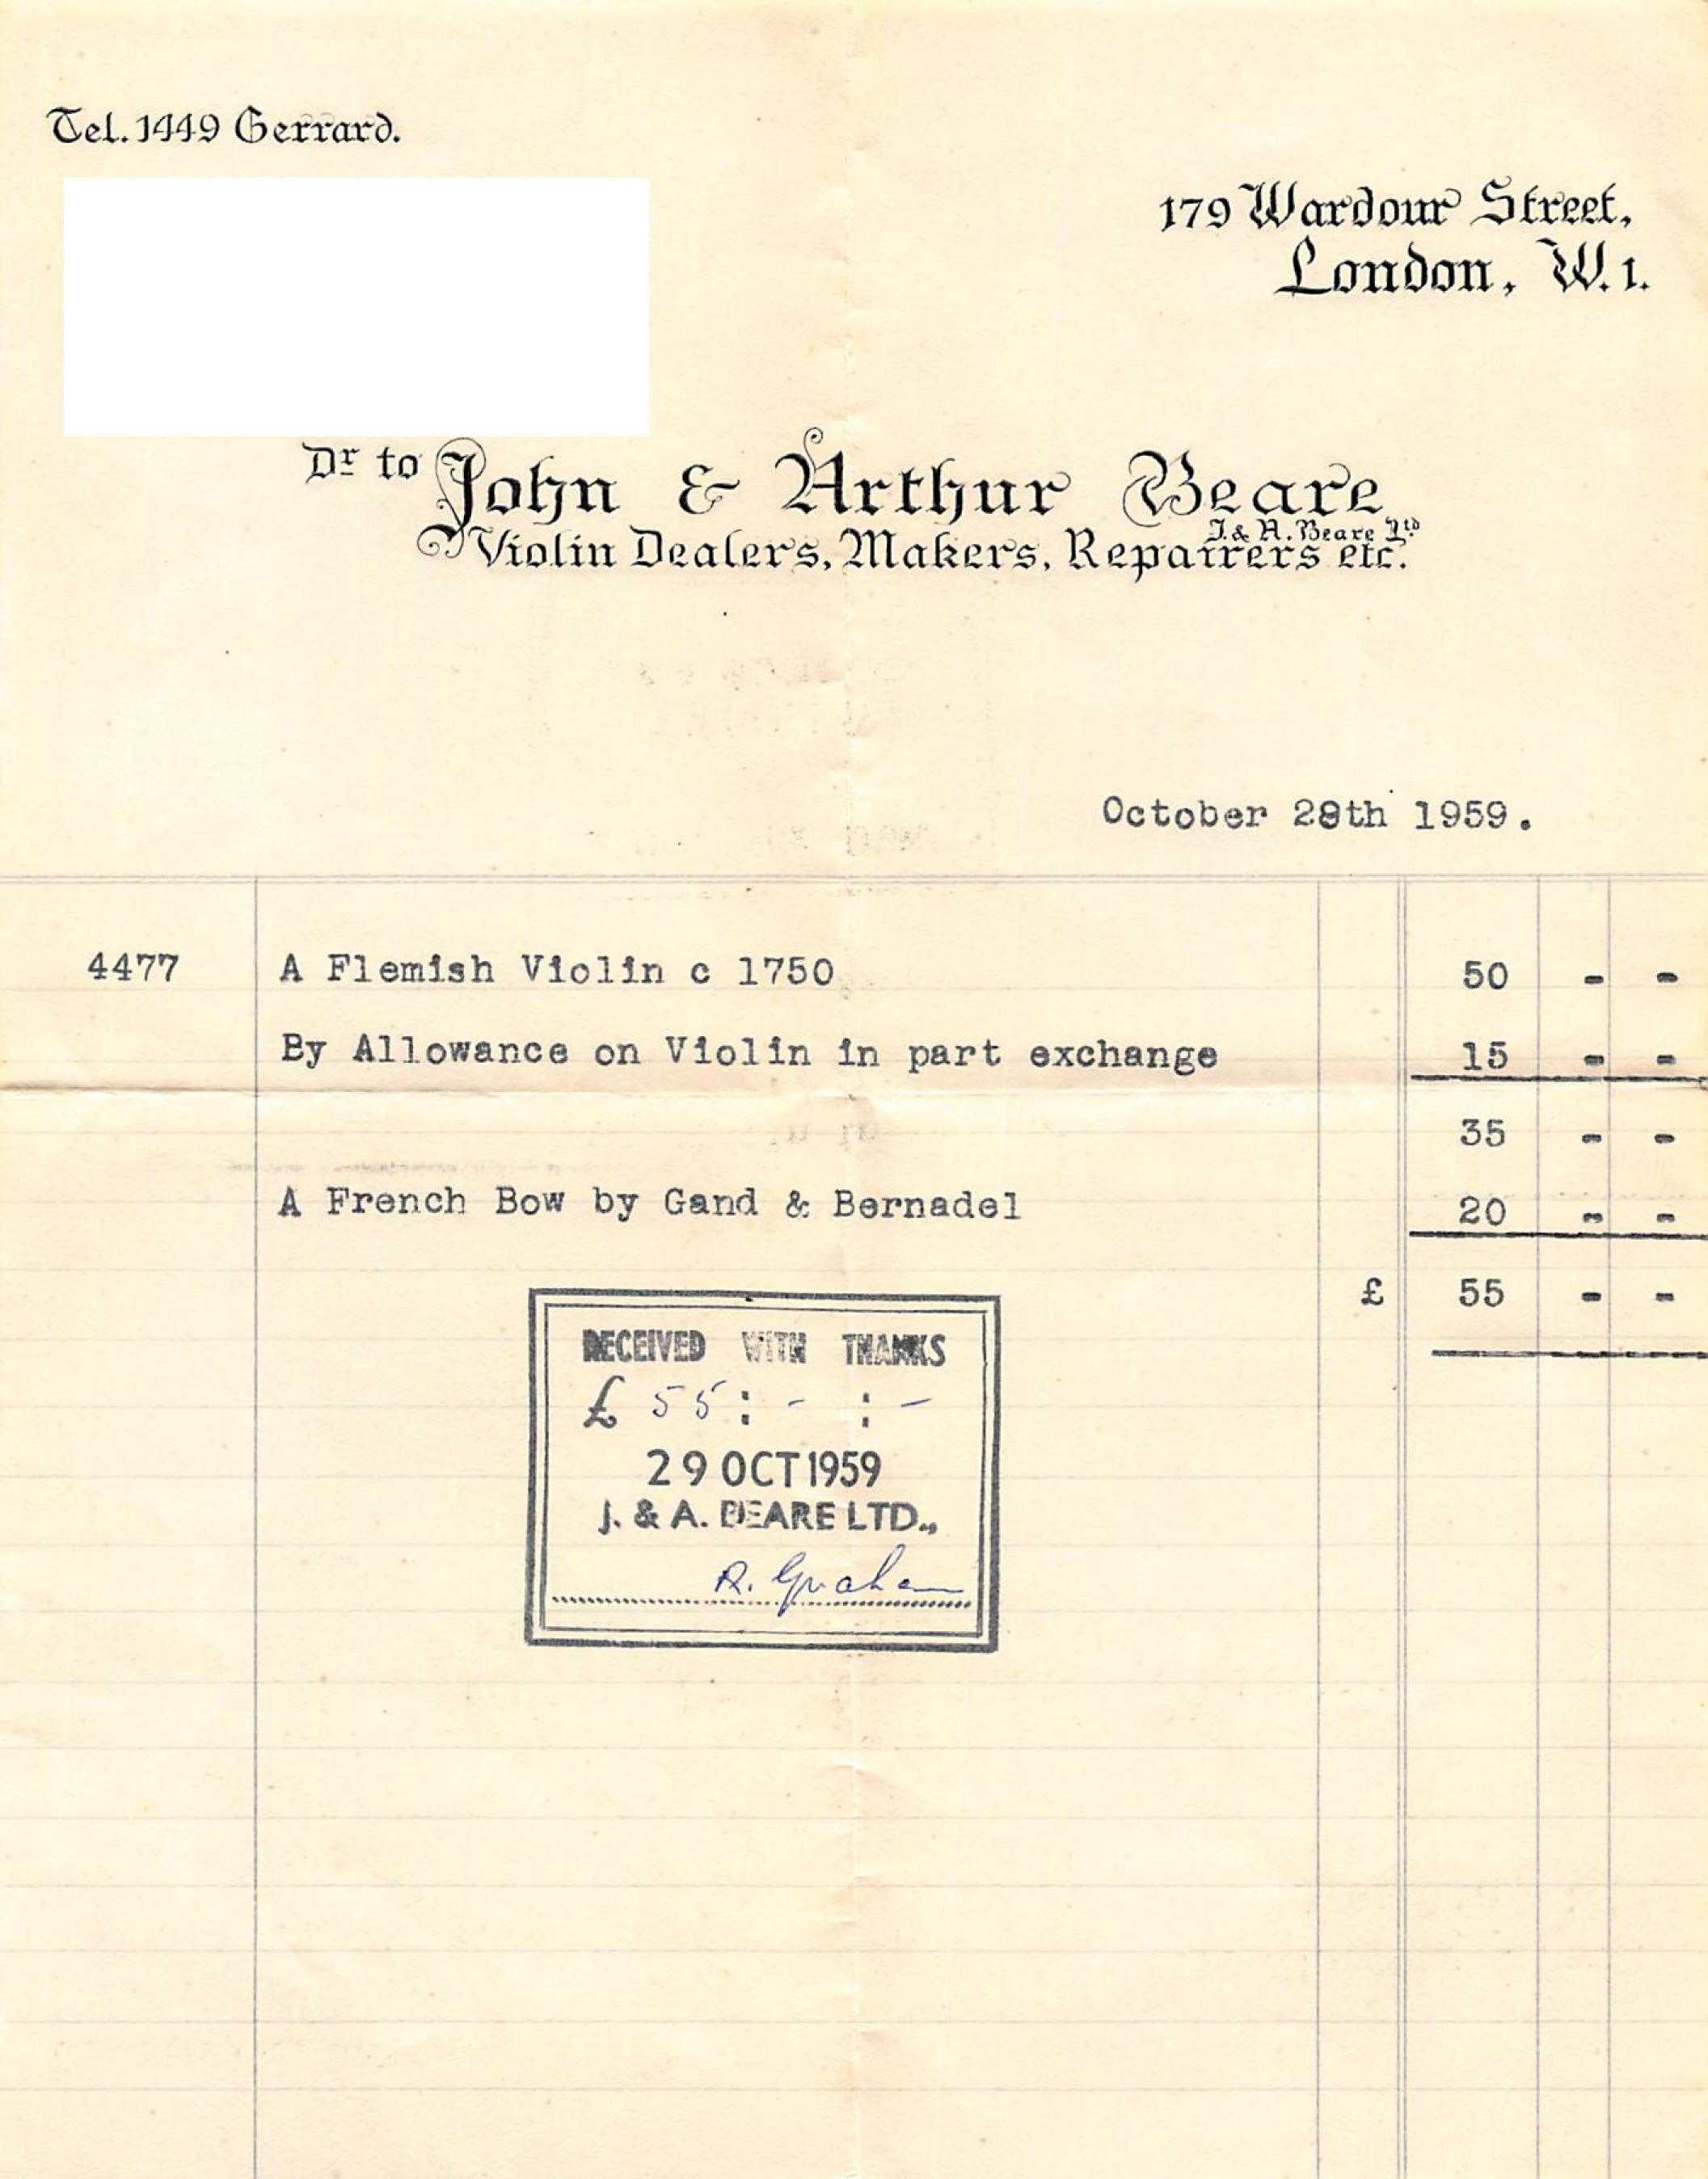 Tel. 1449 Gerrard.
179 Wardour Street,
London, W.1.
Dr to John & Arthur Beare
J. & A. Beare Ltd
Violin Dealers, Makers, Repairers etc.
October 28th 1959.
4477 A Flemish Violin c 1750 50 - -
By Allowance on Violin in part exchange 15 - -
35 - -
A French Bow by Gand & Bernadel 20 - -
£ 55 - -
RECEIVED WITH THANKS
£ 55 : - : -
29 OCT 1959
J. & A. BEARE LTD.,
A. Graham